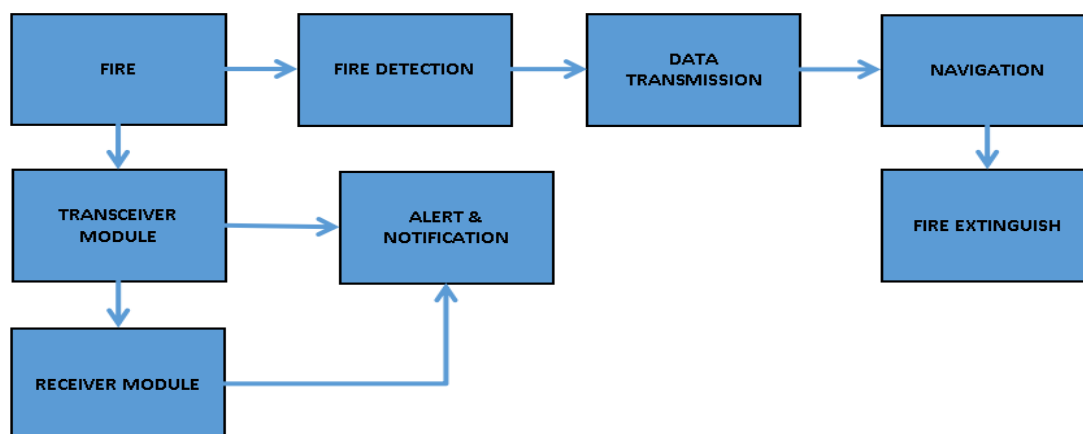 FIRE
FIRE DETECTION
DATA
TRANSMISSION
NAVIGATION
TRANSCEIVER
MODULE
ALERT &
NOTIFICATION
FIRE EXTINGUISH
RECEIVER MODULE